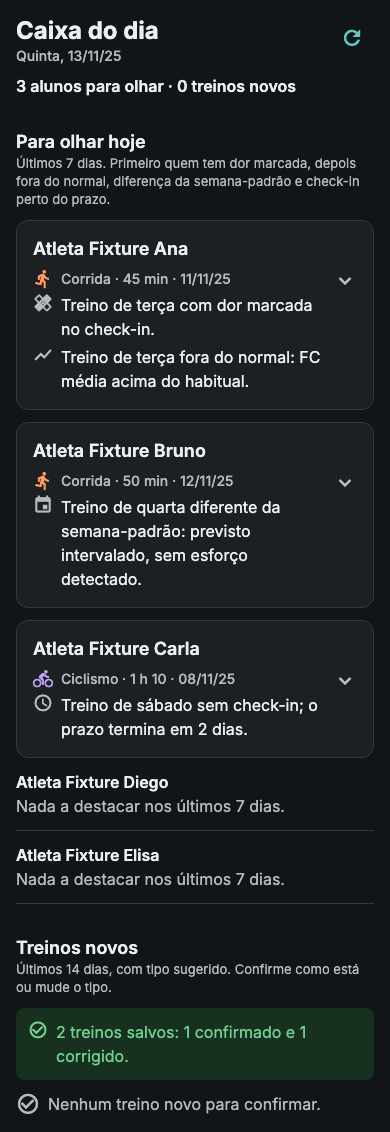 Caixa do dia
Quinta, 13/11/25
3 alunos para olhar · 0 treinos novos
Para olhar hoje
Últimos 7 dias. Primeiro quem tem dor marcada, depois
fora do normal, diferença da semana-padrão e check-in
perto do prazo.
Atleta Fixture Ana
Corrida · 45 min · 11/11/25
Treino de terça com dor marcada
no check-in.
Treino de terça fora do normal: FC
média acima do habitual.
Atleta Fixture Bruno
Corrida · 50 min · 12/11/25
Treino de quarta diferente da
semana-padrão: previsto
intervalado, sem esforço
detectado.
Atleta Fixture Carla
Ciclismo · 1 h 10 · 08/11/25
Treino de sábado sem check-in; o
prazo termina em 2 dias.
Atleta Fixture Diego
Nada a destacar nos últimos 7 dias.
Atleta Fixture Elisa
Nada a destacar nos últimos 7 dias.
Treinos novos
Últimos 14 dias, com tipo sugerido. Confirme como está
ou mude o tipo.
2 treinos salvos: 1 confirmado e 1
corrigido.
Nenhum treino novo para confirmar.